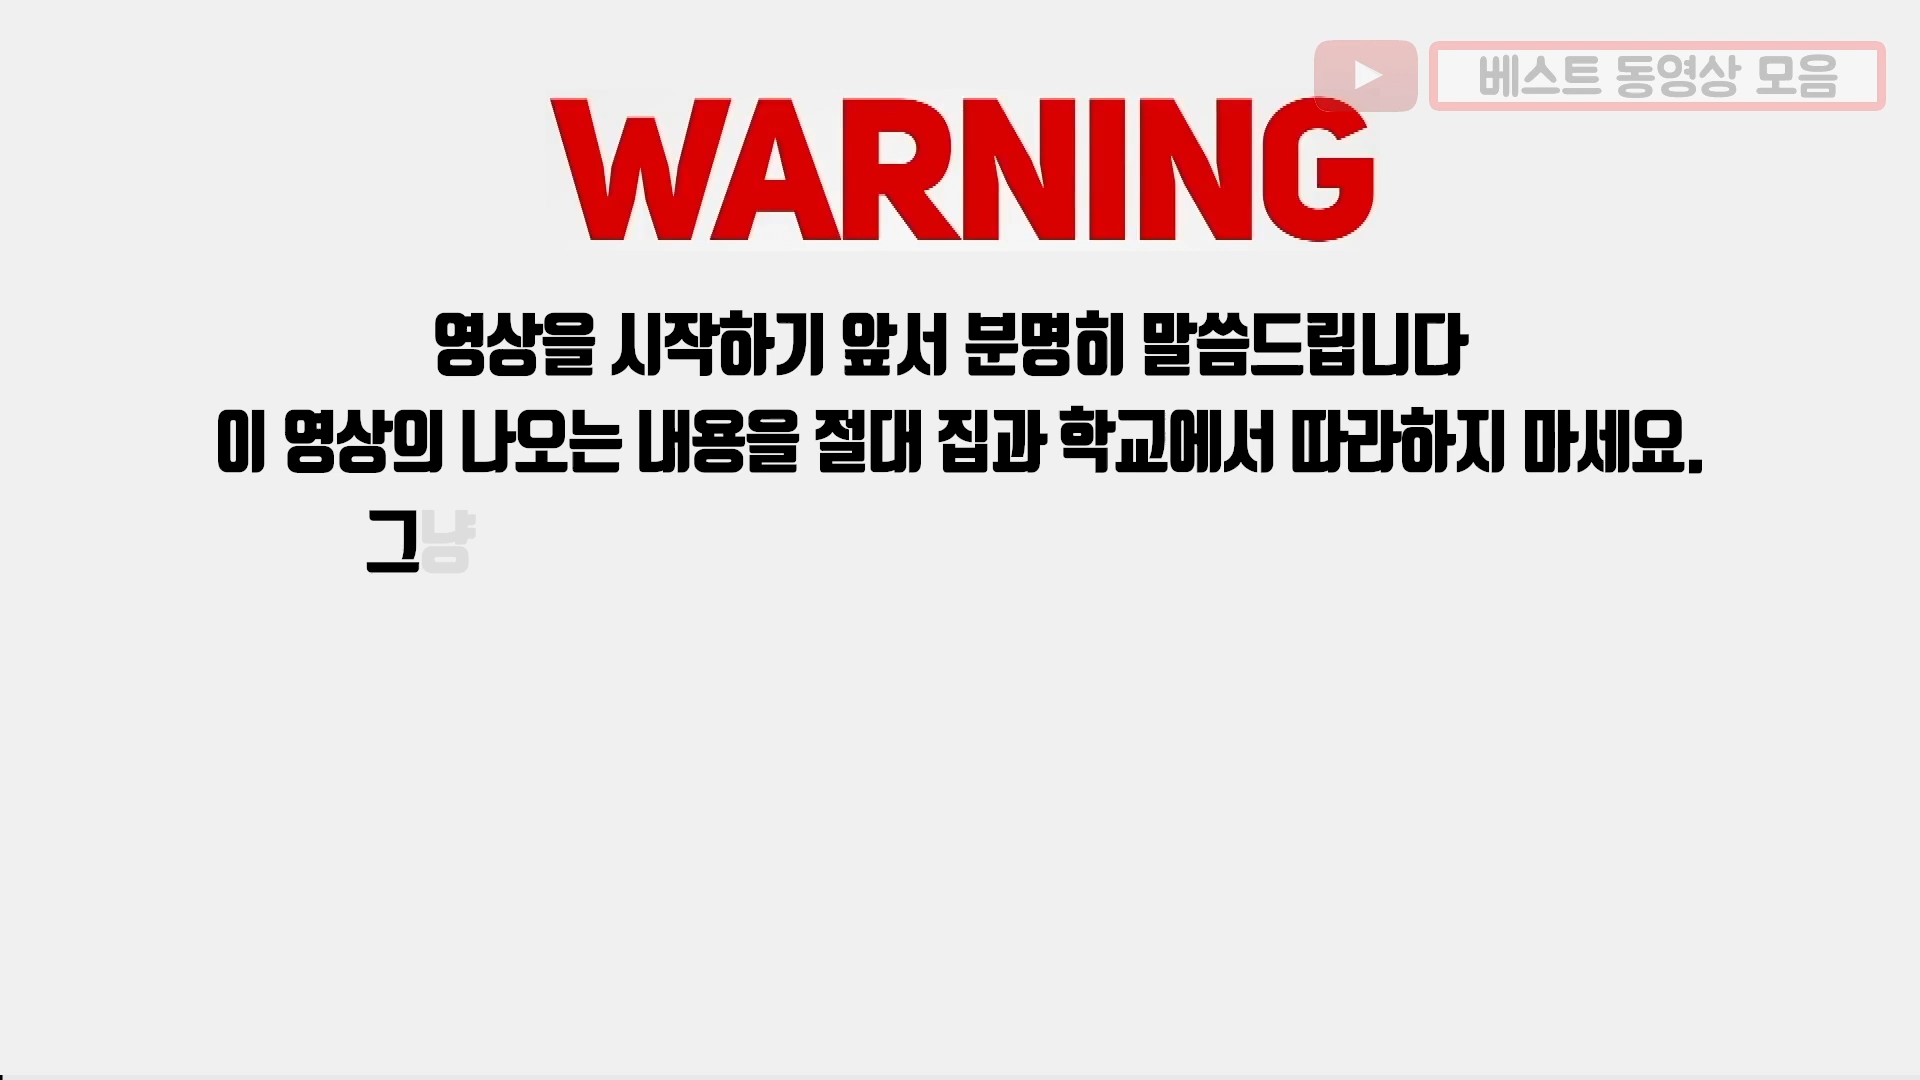 베스트 동영상 모음
WARNING
영상을 시작하기 앞서 분명히 말씀드립니다
이 영상의 나오는 내용을 절대 집과 학교에서 따라하지 마세요.
그냥